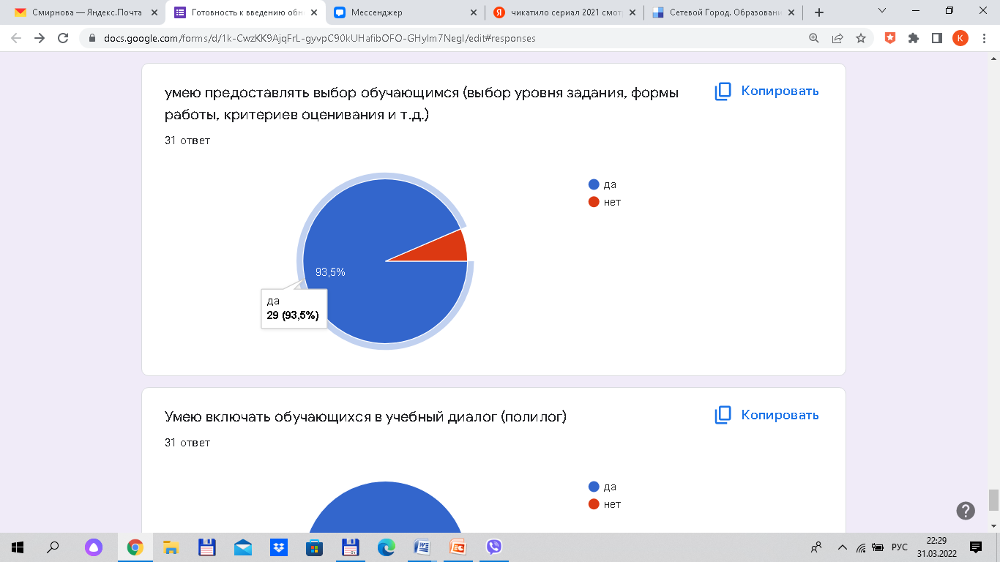 Смирнова — Яндекс.Почта
Готовность к введению обн
Мессенджер
чикатило сериал 2021 смот
Сетевой Город. Образовани
docs.google.com/forms/d/1k-CwzKK9AjqFrL-gyvpC90kUHafibOFO-GHylm7NegI/edit#responses
К
умею предоставлять выбор обучающимся (выбор уровня задания, формы
работы, критериев оценивания и т.д.)
Копировать
31 ответ
да
нет
93,5%
да
29 (93,5%)
Умею включать обучающихся в учебный диалог (полилог)
Копировать
31 ответ
да
нет
РУС
22:29
31.03.2022